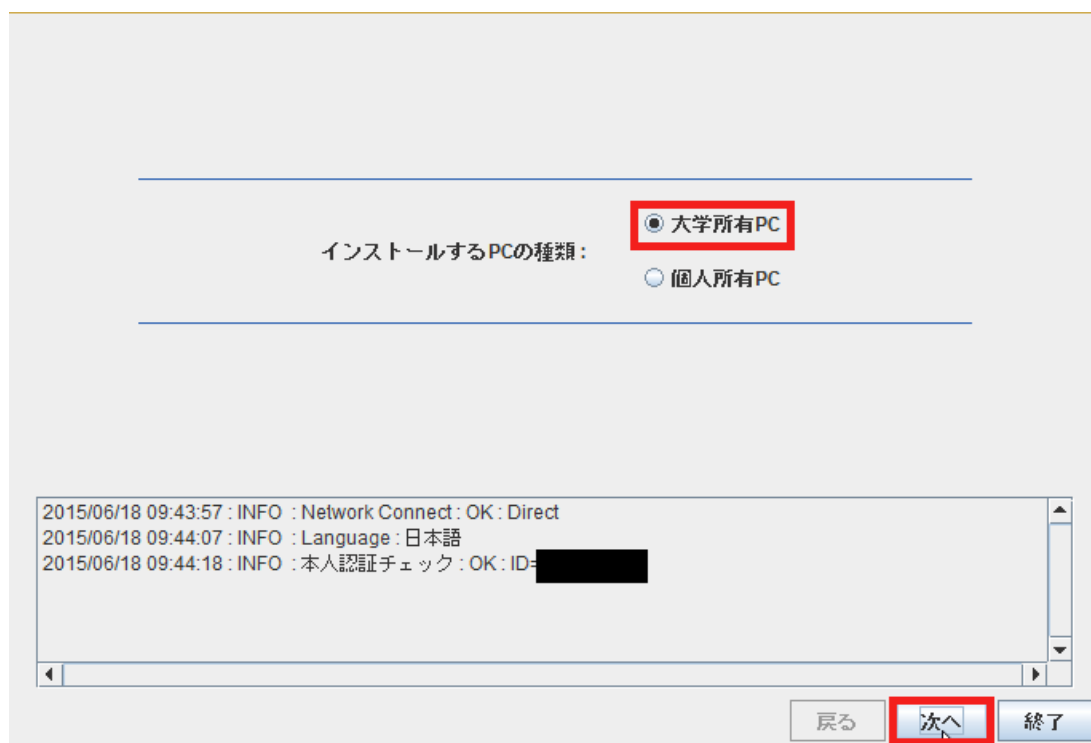 大学所有PC
インストールするPCの種類:
個人所有PC
2015/06/18 09:43:57 : INFO : Network Connect : OK : Direct
2015/06/18 09:44:07 : INFO : Language : 日本語
2015/06/18 09:44:18 : INFO : 本人認証チェック : OK : ID=
戻る 次へ 終了